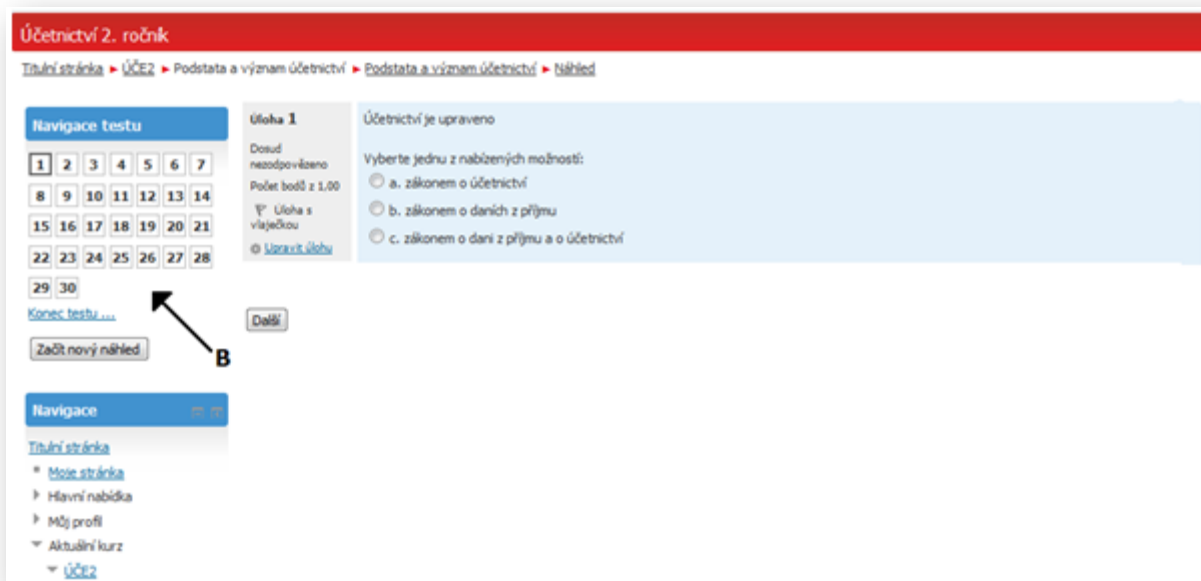 Účetnictví 2. ročník
Titulní stránka ► ÚČE2 ► Podstata a význam účetnictví ► Podstata a význam účetnictví ► Náhled
Navigace testu
1 2 3 4 5 6 7
8 9 10 11 12 13 14
15 16 17 18 19 20 21
22 23 24 25 26 27 28
29 30
Konec testu ...
Začít nový náhled
B
Úloha 1
Dosud
nezodpovězeno
Počet bodů z 1,00
Úloha s
vlaječkou
Upravit úlohu
Účetnictví je upraveno
Vyberte jednu z nabízených možností:
a. zákonem o účetnictví
b. zákonem o daních z příjmu
c. zákonem o dani z příjmu a o účetnictví
Další
Navigace
Titulní stránka
Moje stránka
Hlavní nabídka
Můj profil
Aktuální kurz
ÚČE2